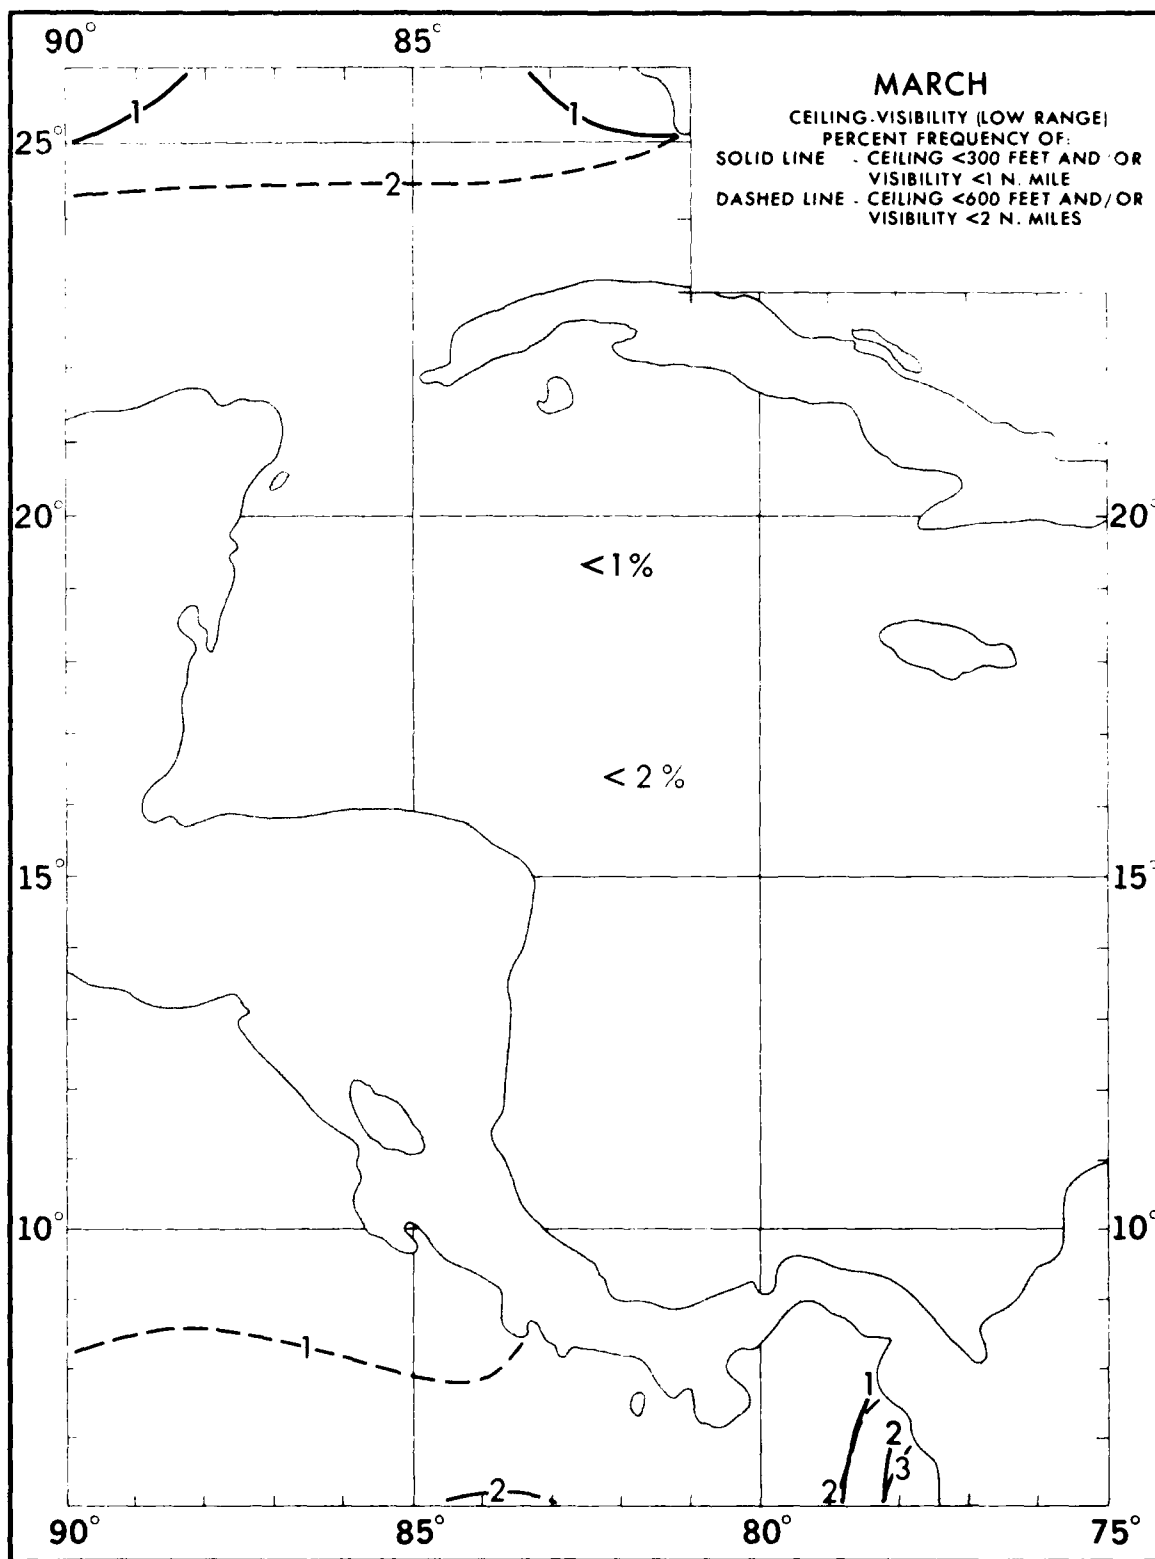 90° 85°
MARCH
CEILING-VISIBILITY (LOW RANGE)
PERCENT FREQUENCY OF:
SOLID LINE - CEILING <300 FEET AND/OR
VISIBILITY <1 N. MILE
DASHED LINE - CEILING <600 FEET AND/OR
VISIBILITY <2 N. MILES
1 1
25°
2
20° 20°
<1%
<2%
15° 15°
10° 10°
1
1
2
3
2 2
90° 85° 80° 75°